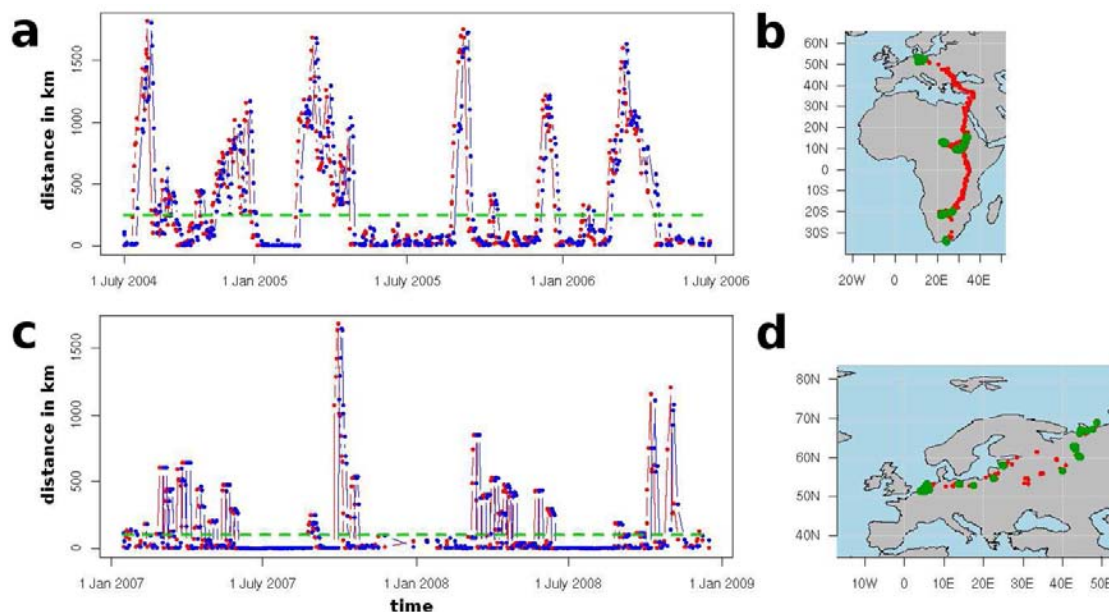 a
distance in km
1500
1000
500
0
1 July 2004
1 Jan 2005
1 July 2005
1 Jan 2006
1 July 2006
b
60N
50N
40N
30N
20N
10N
0
10S
20S
30S
20W
0
20E
40E
c
distance in km
1500
1000
500
0
1 Jan 2007
1 July 2007
1 Jan 2008
1 July 2008
1 Jan 2009
time
d
80N
70N
60N
50N
40N
10W
0
10E
20E
30E
40E